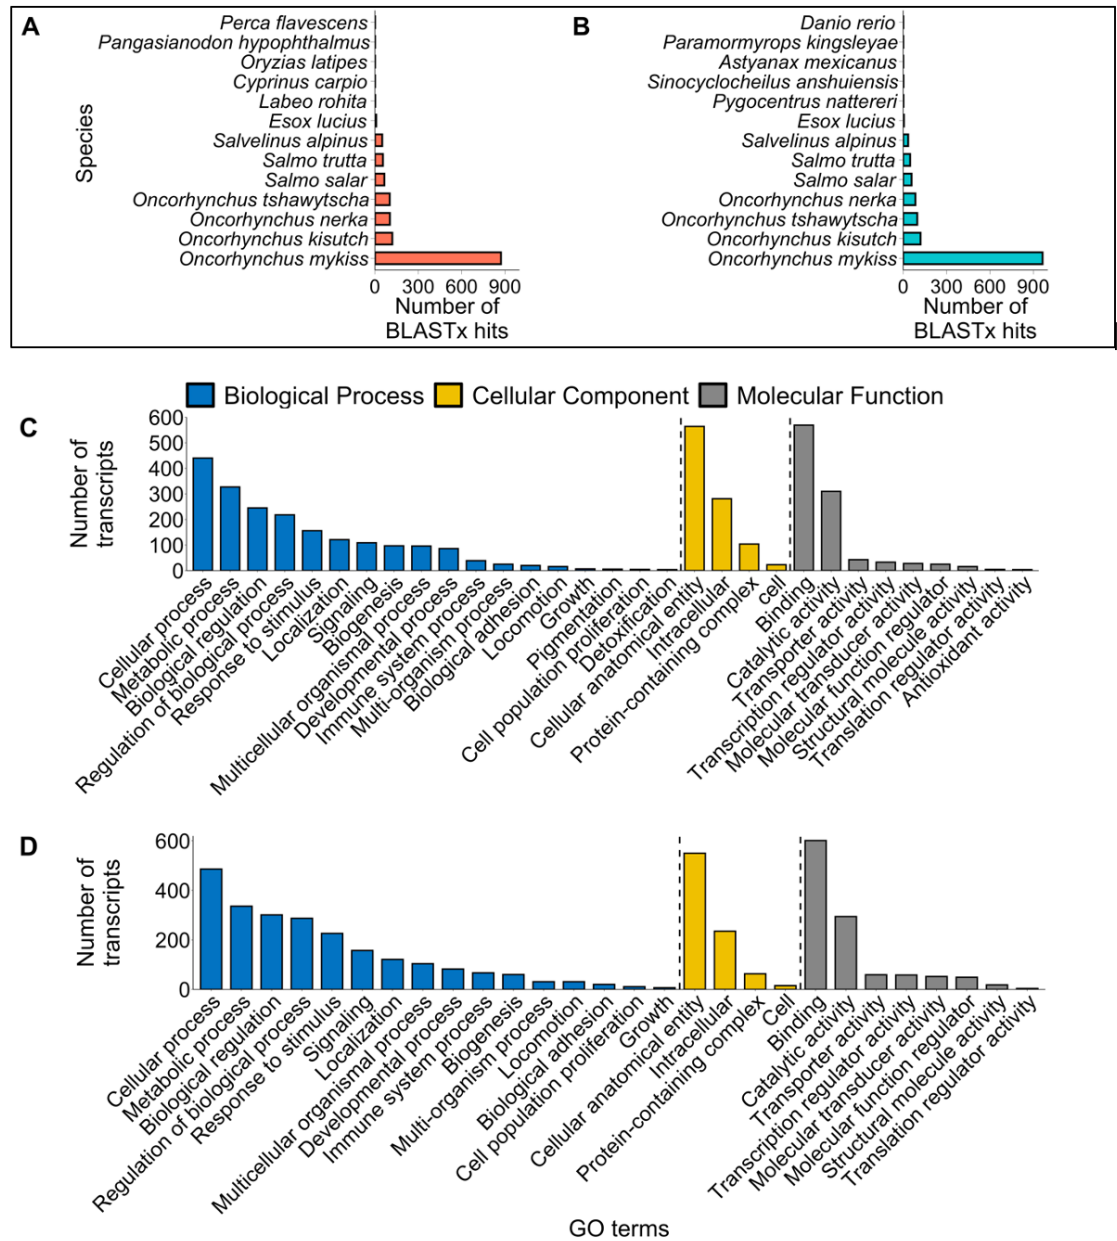 A
Species
Perca flavescens
Pangasianodon hypophthalmus
Oryzias latipes
Cyprinus carpio
Labeo rohita
Esox lucius
Salvelinus alpinus
Salmo trutta
Salmo salar
Oncorhynchus tshawytscha
Oncorhynchus nerka
Oncorhynchus kisutch
Oncorhynchus mykiss
0 300 600 900
Number of
BLASTx hits
B
Danio rerio
Paramormyrops kingsleyae
Astyanax mexicanus
Sinocyclocheilus anshuiensis
Pygocentrus nattereri
Esox lucius
Salvelinus alpinus
Salmo trutta
Salmo salar
Oncorhynchus nerka
Oncorhynchus tshawytscha
Oncorhynchus kisutch
Oncorhynchus mykiss
0 300 600 900
Number of
BLASTx hits
Biological Process Cellular Component Molecular Function
C
Number of
transcripts
600
500
400
300
200
100
0
Cellular process
Metabolic process
Biological regulation
Regulation of biological process
Response to stimulus
Localization
Signaling
Biogenesis
Multicellular organismal process
Developmental process
Immune system process
Multi-organism process
Biological adhesion
Locomotion
Growth
Pigmentation
Cell population proliferation
Detoxification
Cellular anatomical entity
Intracellular
Protein-containing complex
cell
Binding
Catalytic activity
Transporter activity
Transcription regulator activity
Molecular transducer activity
Molecular function regulator
Structural molecule activity
Translation regulator activity
Antioxidant activity
D
Number of
transcripts
600
400
200
0
Cellular process
Metabolic process
Biological regulation
Regulation of biological process
Response to stimulus
Signaling
Localization
Multicellular organismal process
Developmental process
Immune system process
Biogenesis
Multi-organism process
Locomotion
Biological adhesion
Cell population proliferation
Growth
Cellular anatomical entity
Intracellular
Protein-containing complex
Cell
Binding
Catalytic activity
Transporter activity
Transcription regulator activity
Molecular transducer activity
Molecular function regulator
Structural molecule activity
Translation regulator activity
GO terms